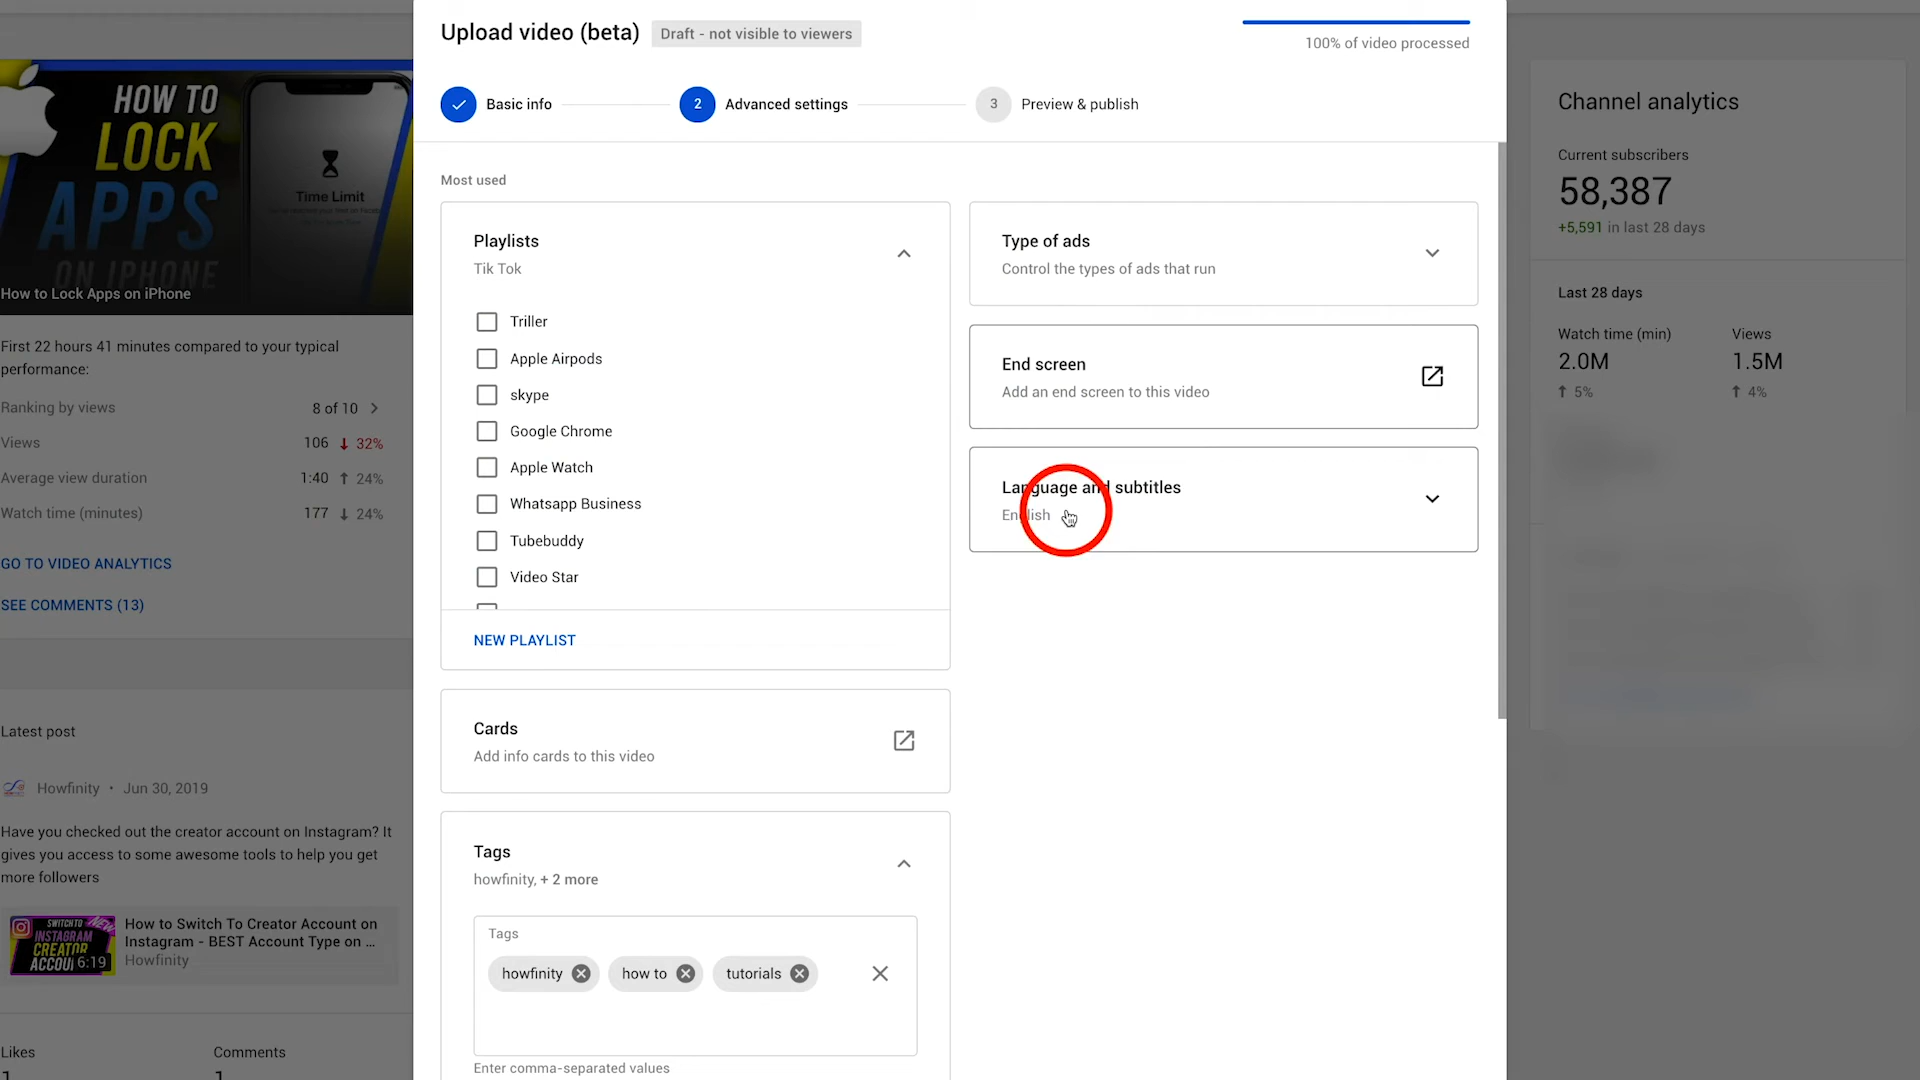 Upload video (beta)
Draft - not visible to viewers
100% of video processed
Basic info
2
Advanced settings
3
Preview & publish
HOW TO
LOCK
APPS
ON IPHONE
Time Limit
How to Lock Apps on iPhone
First 22 hours 41 minutes compared to your typical
performance:
Ranking by views
8 of 10
Views
106
32%
Average view duration
1:40
24%
Watch time (minutes)
177
24%
GO TO VIDEO ANALYTICS
SEE COMMENTS (13)
Latest post
Howfinity • Jun 30, 2019
Have you checked out the creator account on Instagram? It
gives you access to some awesome tools to help you get
more followers
SWITCH TO
NEW
INSTAGRAM
CREATOR
ACCOU
6:19
How to Switch To Creator Account on
Instagram - BEST Account Type on ...
Howfinity
Likes
Comments
Most used
Playlists
Tik Tok
Triller
Apple Airpods
skype
Google Chrome
Apple Watch
Whatsapp Business
Tubebuddy
Video Star
NEW PLAYLIST
Cards
Add info cards to this video
Tags
howfinity, + 2 more
Tags
howfinity
how to
tutorials
Enter comma-separated values
Type of ads
Control the types of ads that run
End screen
Add an end screen to this video
Language and subtitles
English
Channel analytics
Current subscribers
58,387
+5,591 in last 28 days
Last 28 days
Watch time (min)
Views
2.0M
1.5M
5%
4%